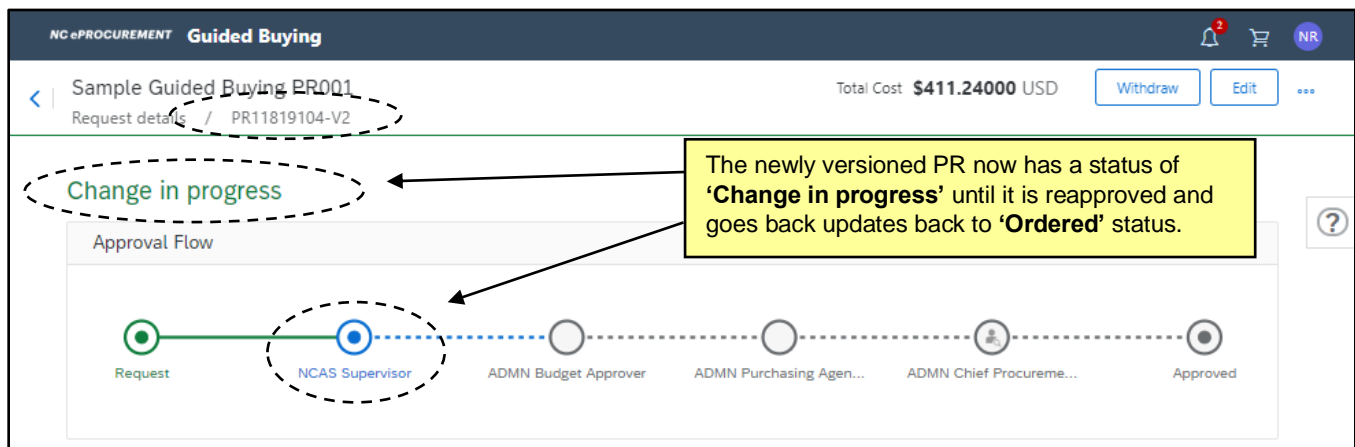 NC ePROCUREMENT Guided Buying
2
NR
Sample Guided Buying PR001
Total Cost $411.24000 USD
Withdraw
Edit
Request details / PR11819104-V2
Change in progress
The newly versioned PR now has a status of
‘Change in progress’ until it is reapproved and
goes back updates back to ‘Ordered’ status.
?
Approval Flow
Request
NCAS Supervisor
ADMN Budget Approver
ADMN Purchasing Agen...
ADMN Chief Procureme...
Approved